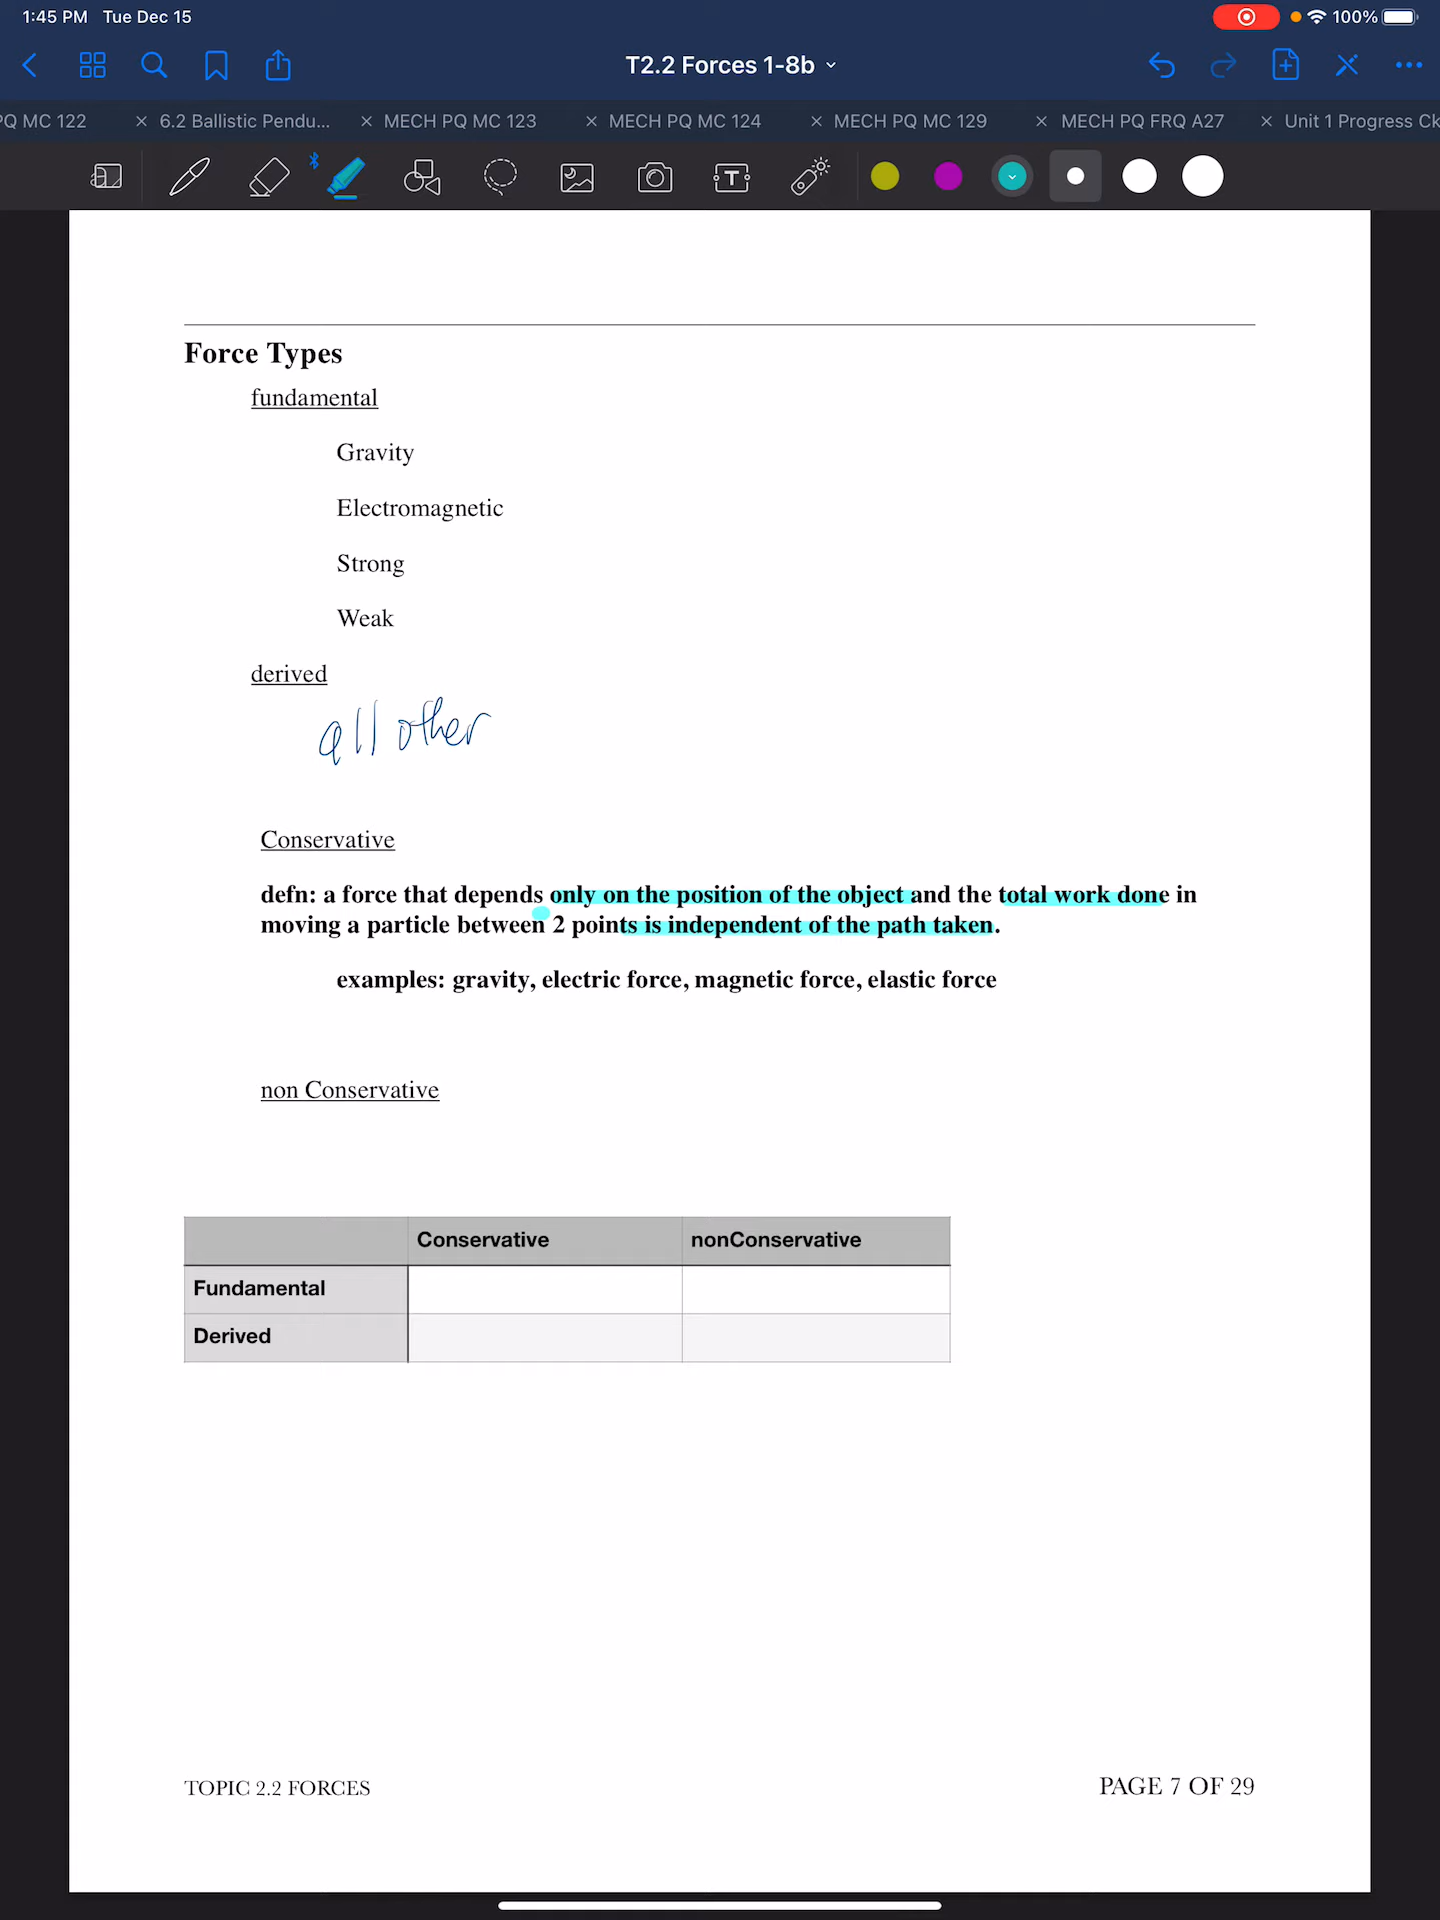 1:45 PM Tue Dec 15
100%
T2.2 Forces 1-8b
PQ MC 122
6.2 Ballistic Pendu...
MECH PQ MC 123
MECH PQ MC 124
MECH PQ MC 129
MECH PQ FRQ A27
Unit 1 Progress Ck
Force Types
fundamental
Gravity
Electromagnetic
Strong
Weak
derived
all other
Conservative
defn: a force that depends only on the position of the object and the total work done in
moving a particle between 2 points is independent of the path taken.
examples: gravity, electric force, magnetic force, elastic force
non Conservative
Conservative nonConservative
Fundamental
Derived
TOPIC 2.2 FORCES PAGE 7 OF 29